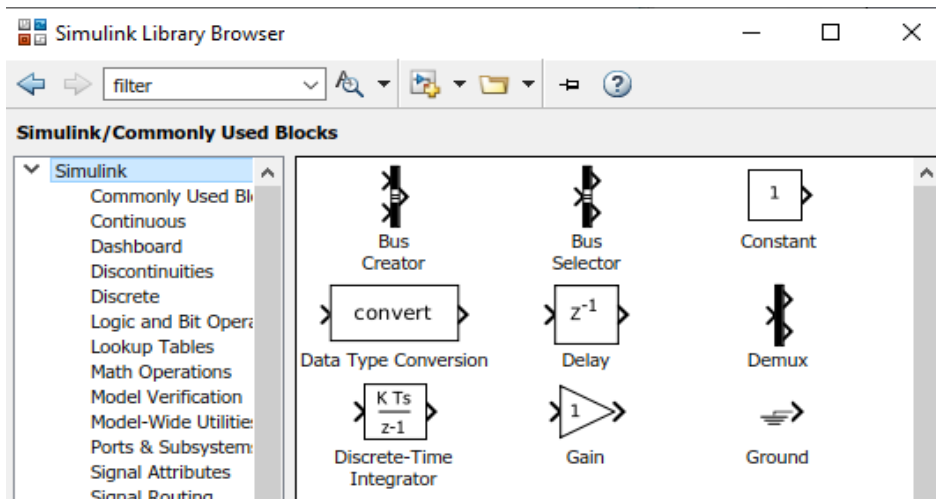 Simulink Library Browser
filter
Simulink/Commonly Used Blocks
Simulink
Commonly Used Bl
Continuous
Dashboard
Discontinuities
Discrete
Logic and Bit Opera
Lookup Tables
Math Operations
Model Verification
Model-Wide Utilitie
Ports & Subsystem
Signal Attributes
Signal Routing
Bus
Creator
Bus
Selector
1
Constant
convert
Data Type Conversion
z-1
Delay
Demux
K Ts
z-1
Discrete-Time
Integrator
1
Gain
Ground